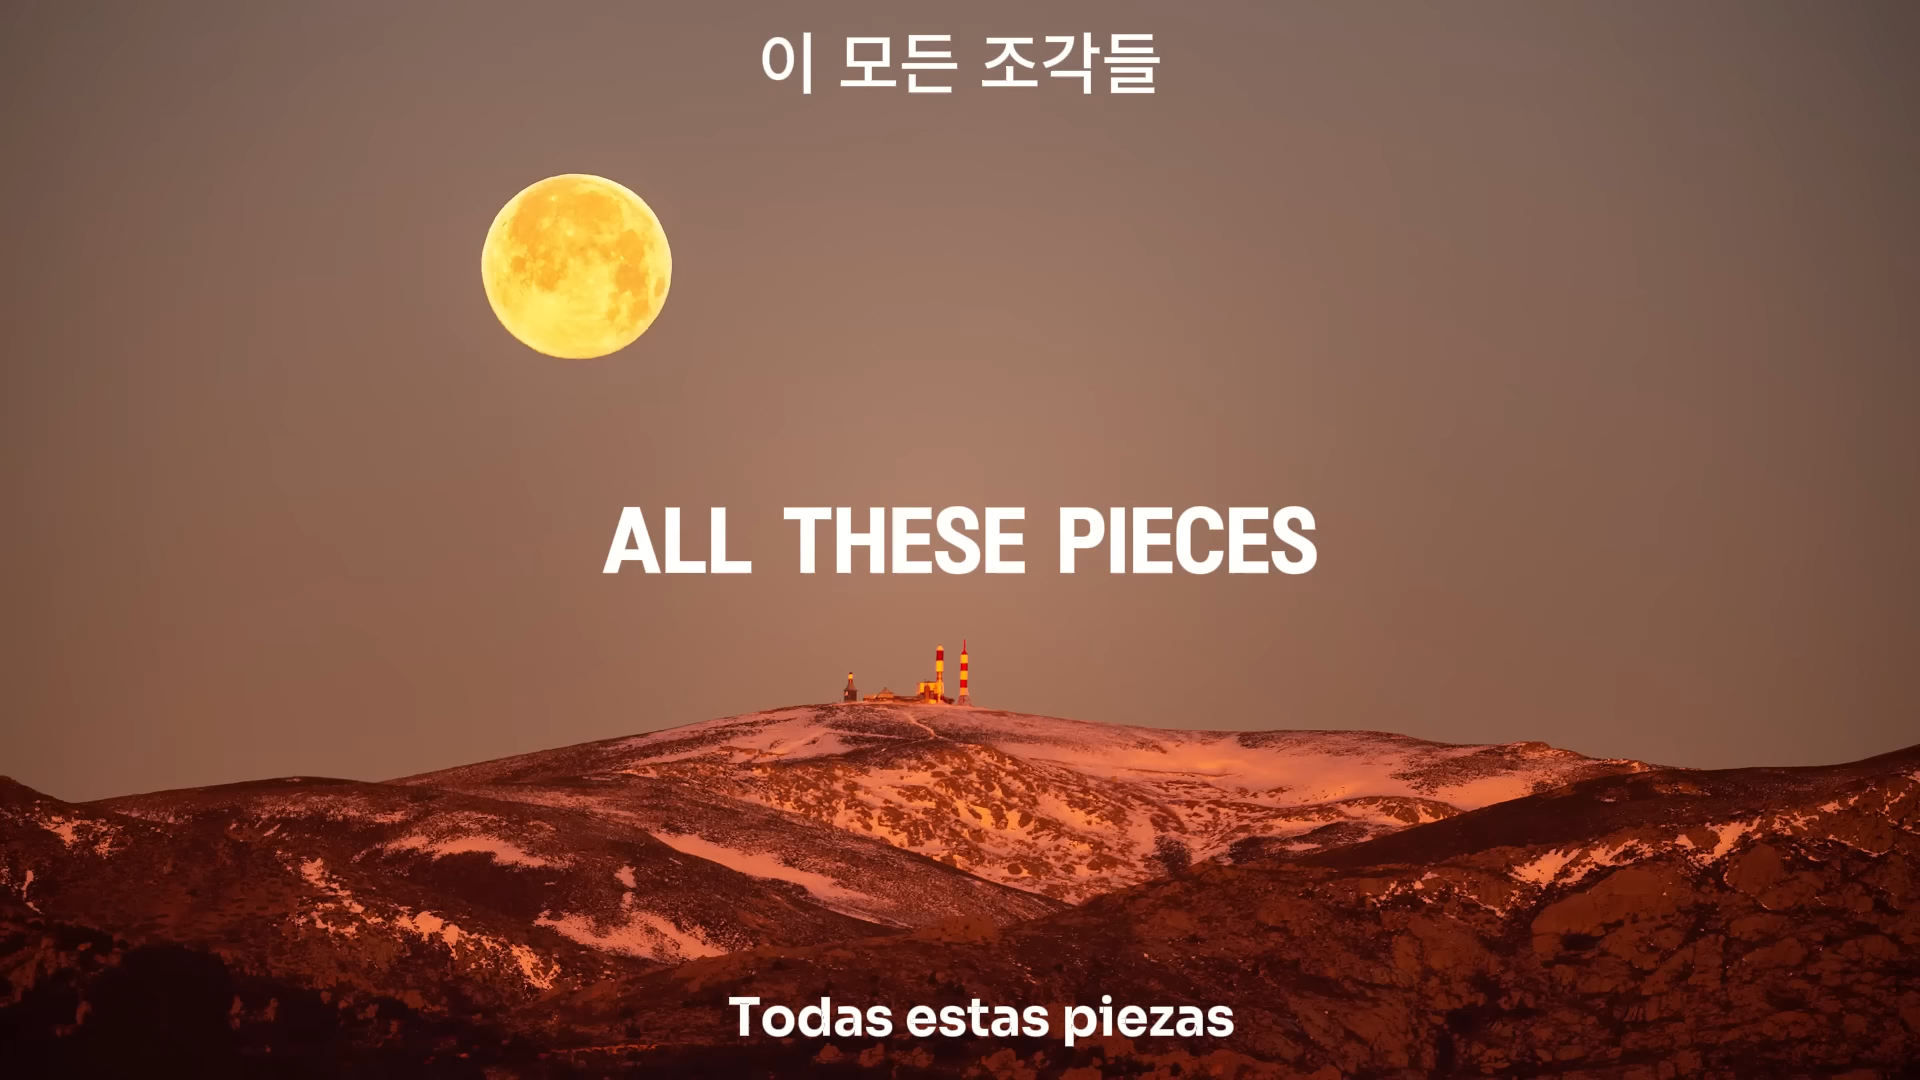 이 모든 조각들
ALL THESE PIECES
Todas estas piezas